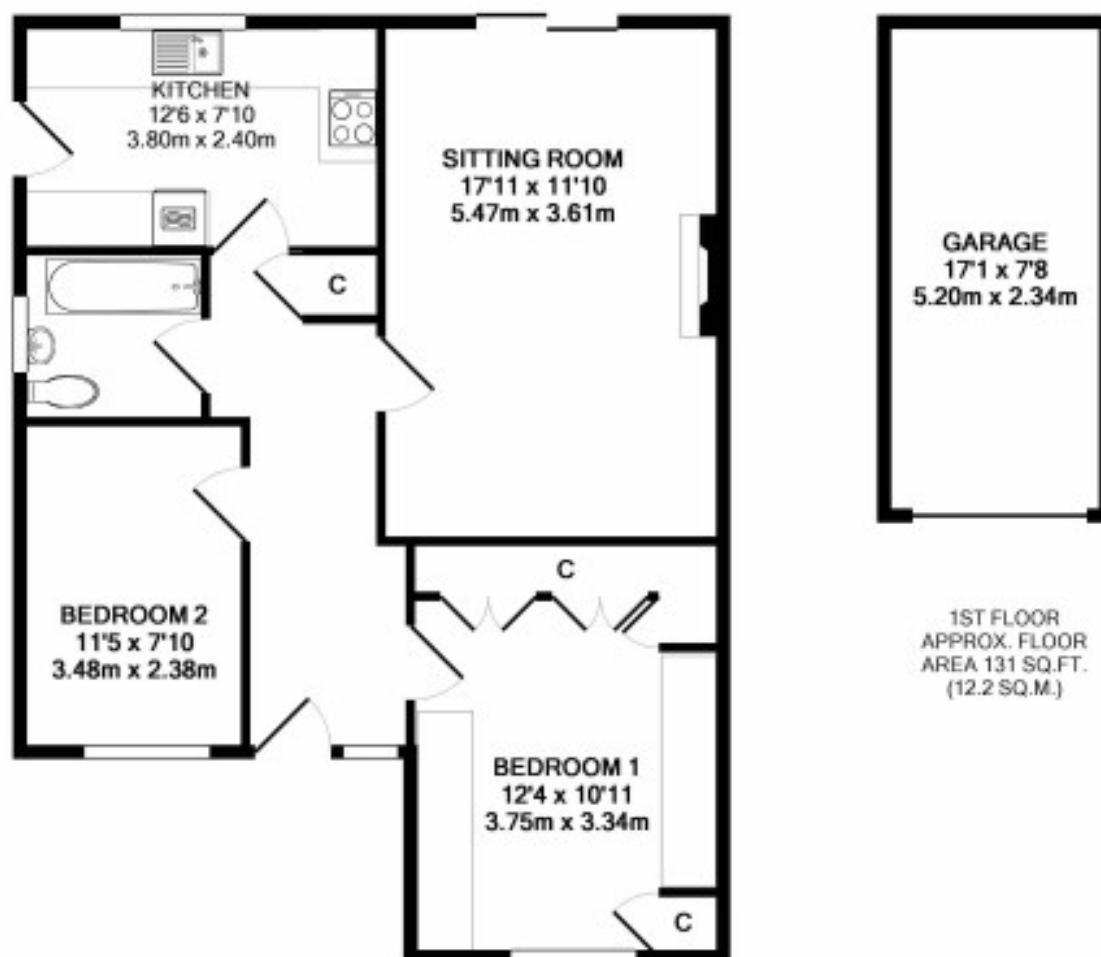 KITCHEN
12'6 x 7'10
3.80m x 2.40m
SITTING ROOM
17'11 x 11'10
5.47m x 3.61m
GARAGE
17'1 x 7'8
5.20m x 2.34m
C
C
BEDROOM 2
11'5 x 7'10
3.48m x 2.38m
1ST FLOOR
APPROX. FLOOR
AREA 131 SQ.FT.
(12.2 SQ.M.)
BEDROOM 1
12'4 x 10'11
3.75m x 3.34m
C